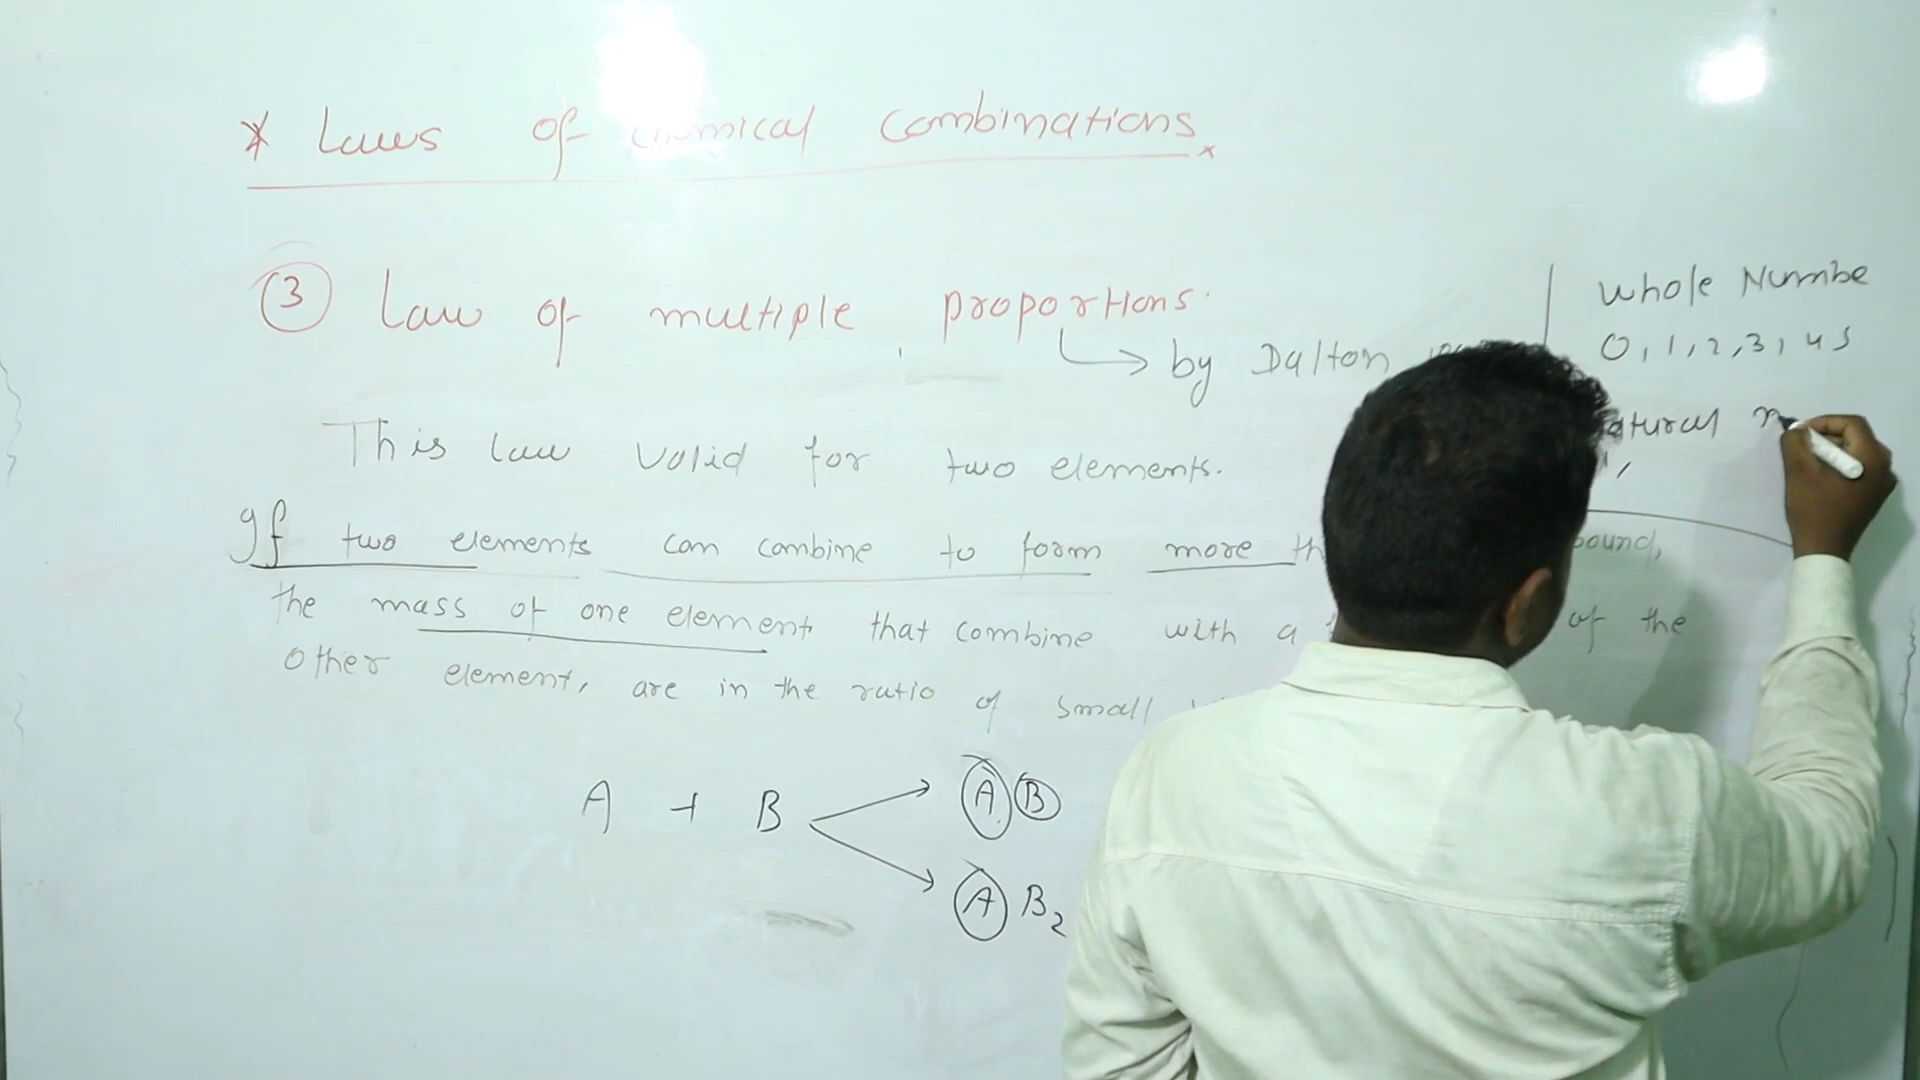 * Laws of chemical combinations
③ Law of multiple proportions.
by Dalton
This law valid for two elements.
If two elements can combine to form more
the mass of one element that combine with a of the
other element, are in the ratio of small
A + B
A B
A B2
Whole Numbe
0, 1, 2, 3, 4 5
atural n
1,